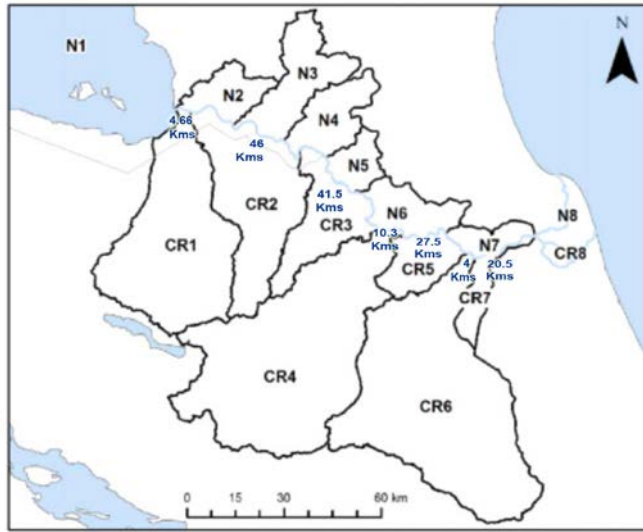 N
N1
N3
N2
4.66
Kms
N4
46
Kms
N5
41.5
Kms
CR2
CR3
N6
N8
CR1
10.3
Kms
27.5
Kms
N7
CR8
CR5
4
Kms
20.5
Kms
CR7
CR4
CR6
0 15 30 60 km